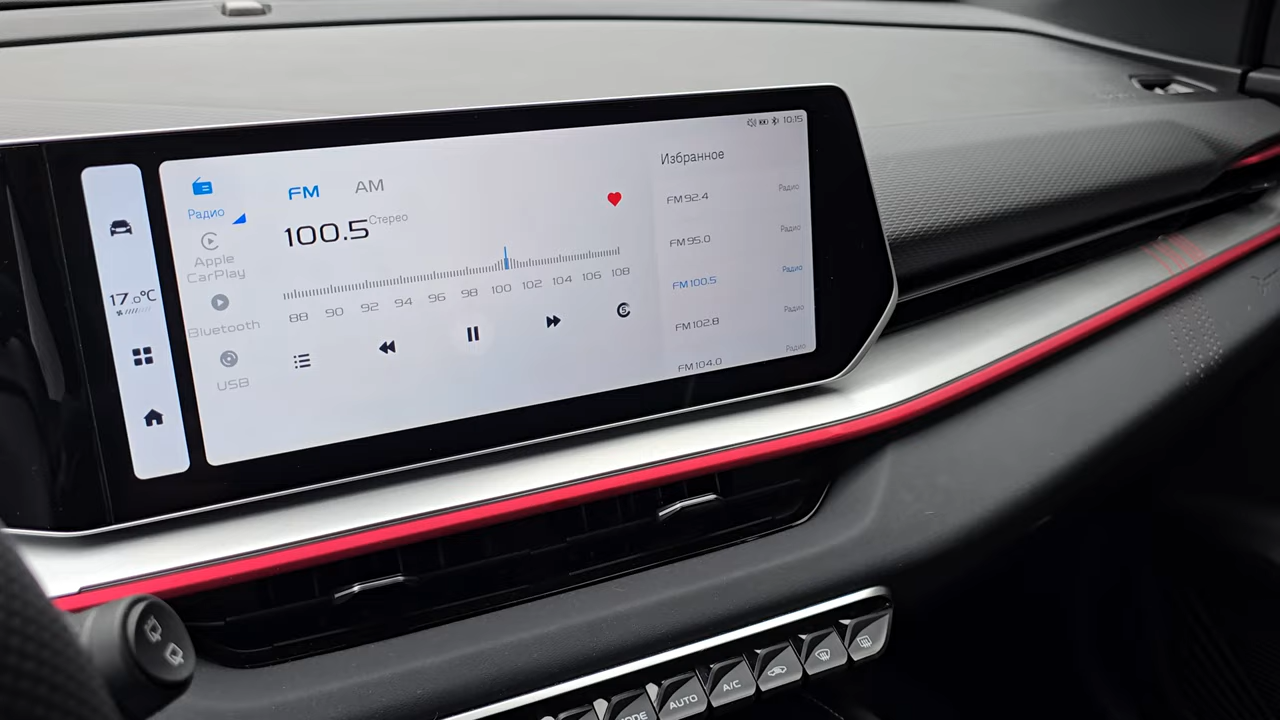 10:15
Радио
Apple
CarPlay
Bluetooth
USB
17.0°C
FM AM
100.5 Стерео
88 90 92 94 96 98 100 102 104 106 108
Избранное
FM 92.4 Радио
FM 95.0 Радио
FM 100.5 Радио
FM 102.8 Радио
FM 104.0 Радио
AUTO
A/C